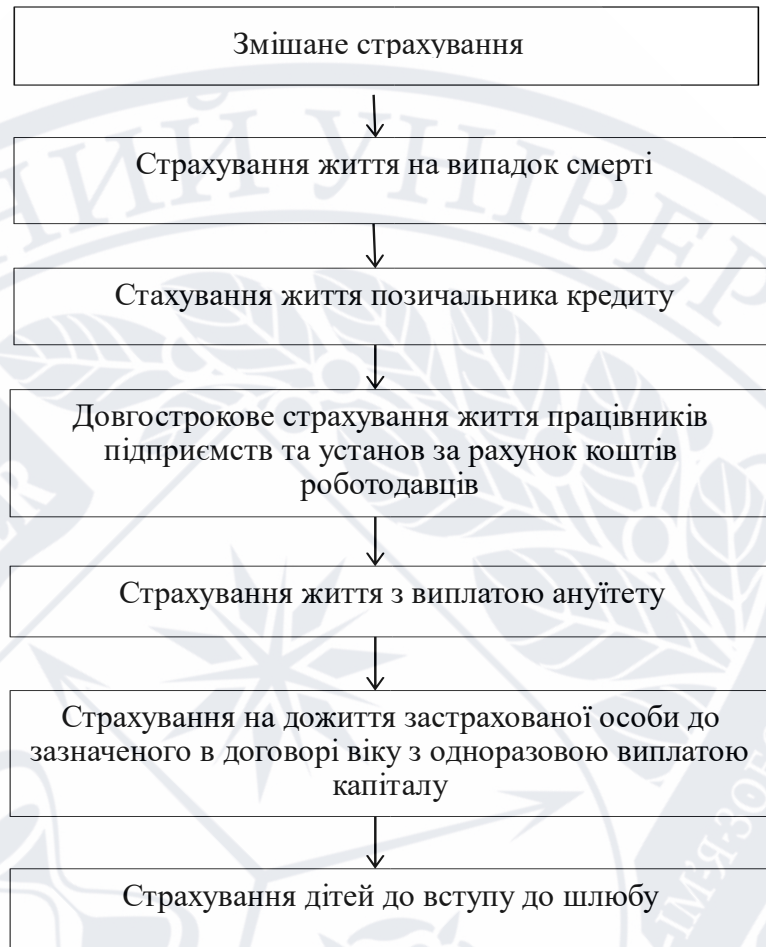 Змішане страхування
Страхування життя на випадок смерті
Стахування життя позичальника кредиту
Довгострокове страхування життя працівників
підприємств та установ за рахунок коштів
роботодавців
Страхування життя з виплатою ануїтету
Страхування на дожиття застрахованої особи до
зазначеного в договорі віку з одноразовою виплатою
капіталу
Страхування дітей до вступу до шлюбу